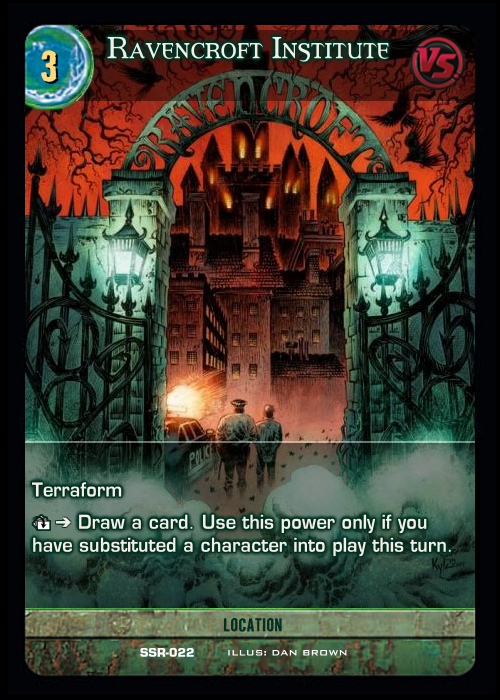 3
RAVENCROFT INSTITUTE
VS
RAVENCROFT
POLICE
Terraform
→ Draw a card. Use this power only if you
have substituted a character into play this turn.
LOCATION
SSR-022 ILLUS: DAN BROWN